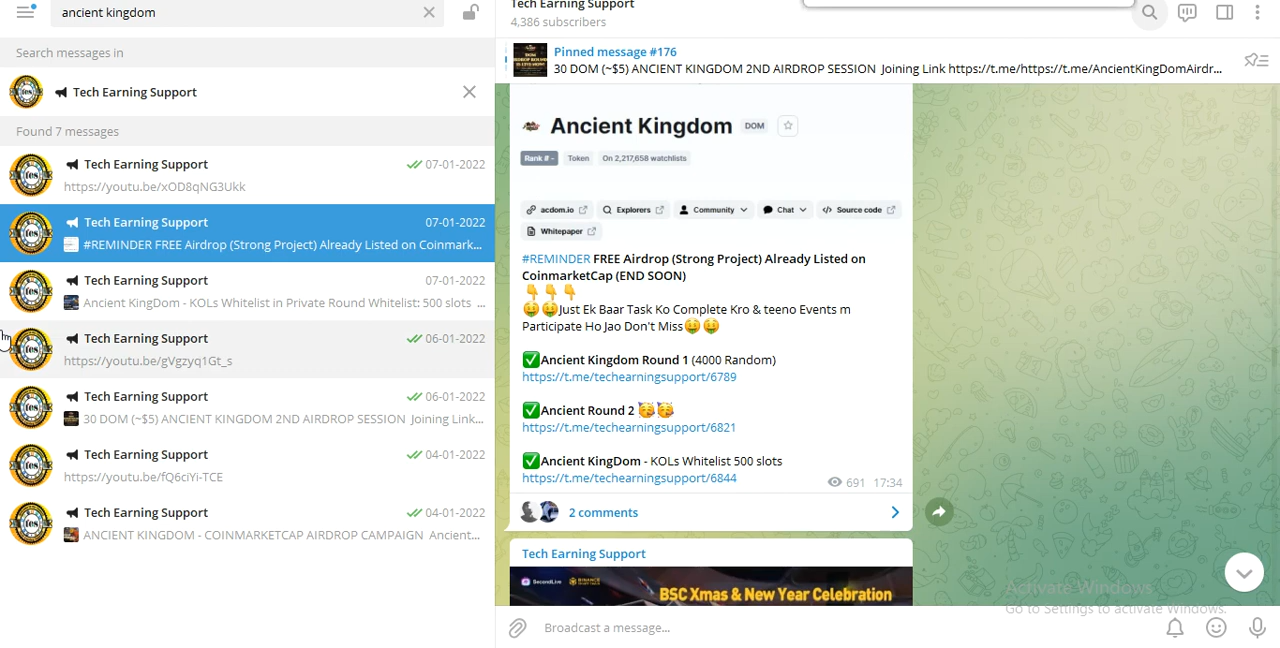 ancient kingdom
Search messages in
Tech Earning Support
Found 7 messages
Tech Earning Support 07-01-2022
https://youtu.be/xOD8qNG3Ukk
Tech Earning Support 07-01-2022
#REMINDER FREE Airdrop (Strong Project) Already Listed on Coinmark...
Tech Earning Support 07-01-2022
Ancient KingDom - KOLs Whitelist in Private Round Whitelist: 500 slots ...
Tech Earning Support 06-01-2022
https://youtu.be/gVgzyq1Gt_s
Tech Earning Support 06-01-2022
30 DOM (~$5) ANCIENT KINGDOM 2ND AIRDROP SESSION Joining Link...
Tech Earning Support 04-01-2022
https://youtu.be/fQ6ciYi-TCE
Tech Earning Support 04-01-2022
ANCIENT KINGDOM - COINMARKETCAP AIRDROP CAMPAIGN Ancient...
Tech Earning Support
4,386 subscribers
Pinned message #176
30 DOM (~$5) ANCIENT KINGDOM 2ND AIRDROP SESSION Joining Link https://t.me/https://t.me/AncientKingDomAirdr...
Ancient Kingdom DOM
Rank # - Token On 2,217,658 watchlists
acdom.io Explorers Community Chat Source code
Whitepaper
#REMINDER FREE Airdrop (Strong Project) Already Listed on
CoinmarketCap (END SOON)
👇👇👇
🤑🤑Just Ek Baar Task Ko Complete Kro & teeno Events m
Participate Ho Jao Don't Miss🤑🤑
✅Ancient Kingdom Round 1 (4000 Random)
https://t.me/techearningsupport/6789
✅Ancient Round 2 🥳🥳
https://t.me/techearningsupport/6821
✅Ancient KingDom - KOLs Whitelist 500 slots
https://t.me/techearningsupport/6844
691 17:34
2 comments
Tech Earning Support
SecondLive BINANCE
BSC Xmas & New Year Celebration
Activate Windows
Go to Settings to activate Windows.
Broadcast a message...